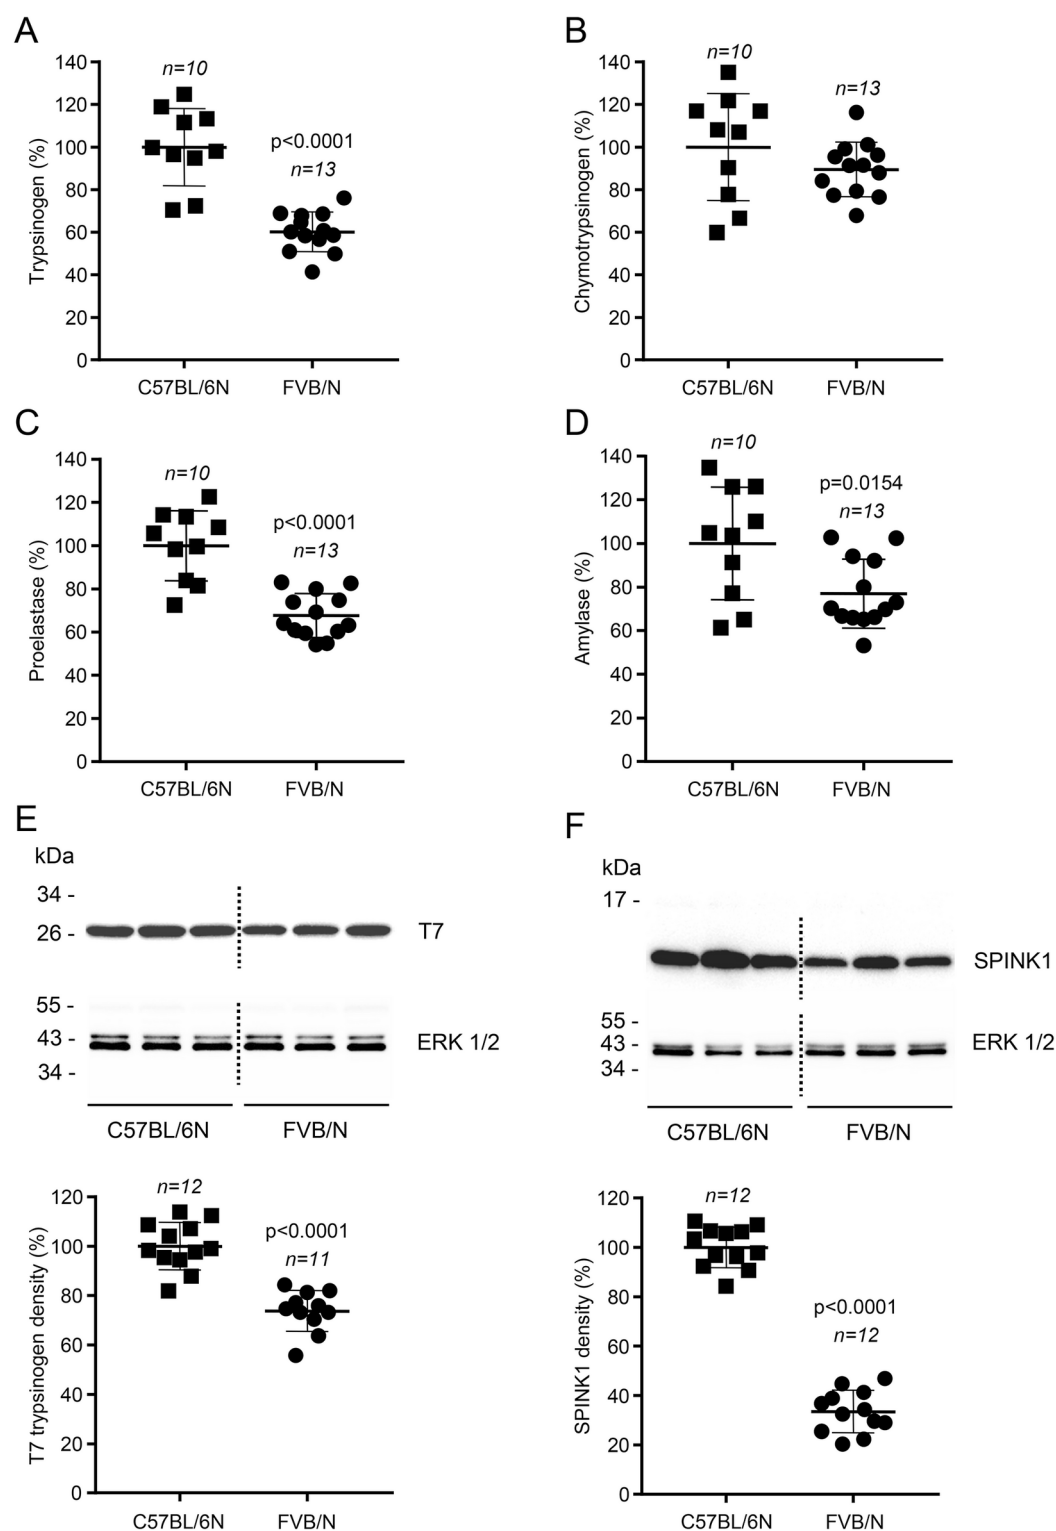 A
140
120
100
80
60
40
20
0
Trypsinogen (%)
n=10
p<0.0001
n=13
C57BL/6N
FVB/N
B
140
120
100
80
60
40
20
0
Chymotrypsinogen (%)
n=10
n=13
C57BL/6N
FVB/N
C
140
120
100
80
60
40
20
0
Proelastase (%)
n=10
p<0.0001
n=13
C57BL/6N
FVB/N
D
140
120
100
80
60
40
20
0
Amylase (%)
n=10
p=0.0154
n=13
C57BL/6N
FVB/N
E
kDa
34 -
26 -
T7
55 -
43 -
34 -
ERK 1/2
C57BL/6N
FVB/N
120
100
80
60
40
20
0
T7 trypsinogen density (%)
n=12
p<0.0001
n=11
C57BL/6N
FVB/N
F
kDa
17 -
SPINK1
55 -
43 -
34 -
ERK 1/2
C57BL/6N
FVB/N
120
100
80
60
40
20
0
SPINK1 density (%)
n=12
p<0.0001
n=12
C57BL/6N
FVB/N